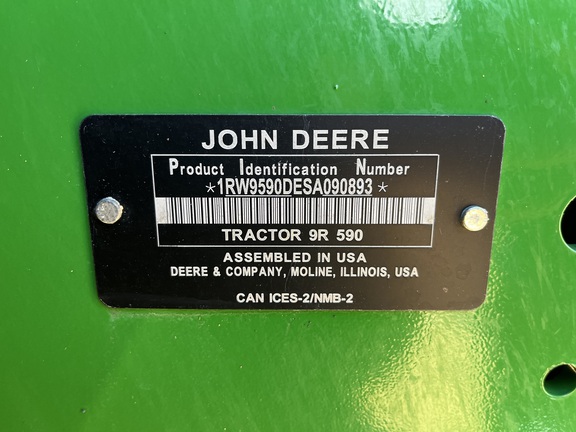 JOHN DEERE
Product Identification Number
*1RW9590DESA090893*
TRACTOR 9R 590
ASSEMBLED IN USA
DEERE & COMPANY, MOLINE, ILLINOIS, USA
CAN ICES-2/NMB-2